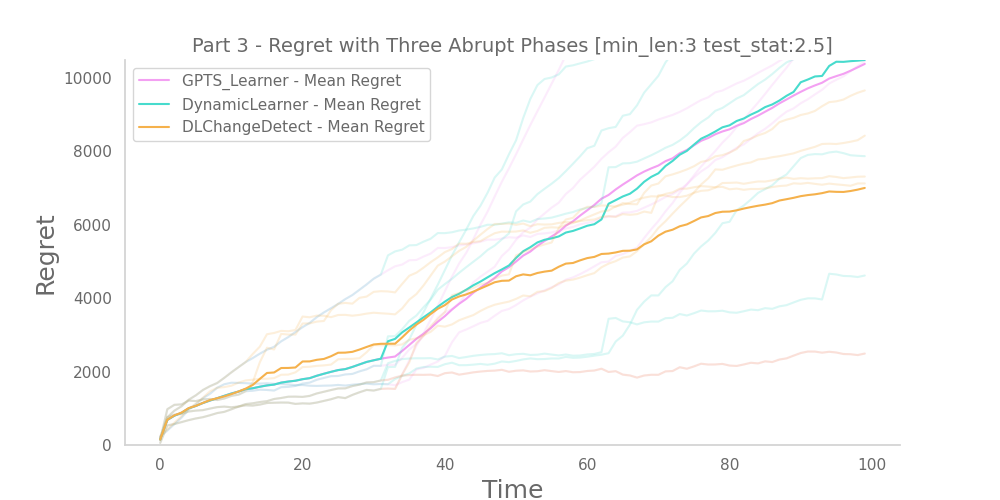 Part 3 - Regret with Three Abrupt Phases [min_len:3 test_stat:2.5]
GPTS_Learner - Mean Regret
DynamicLearner - Mean Regret
DLChangeDetect - Mean Regret
10000
8000
6000
4000
2000
0
Regret
0 20 40 60 80 100
Time